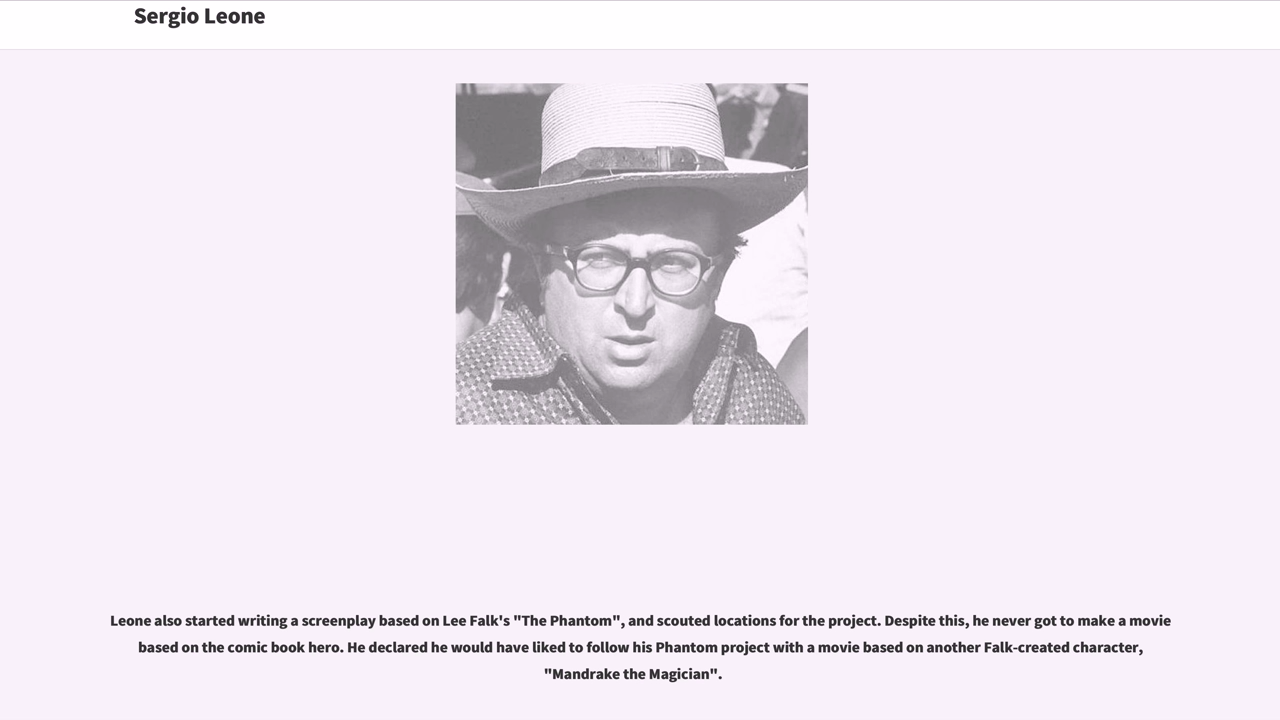 Sergio Leone
Leone also started writing a screenplay based on Lee Falk's "The Phantom", and scouted locations for the project. Despite this, he never got to make a movie
based on the comic book hero. He declared he would have liked to follow his Phantom project with a movie based on another Falk-created character,
"Mandrake the Magician".